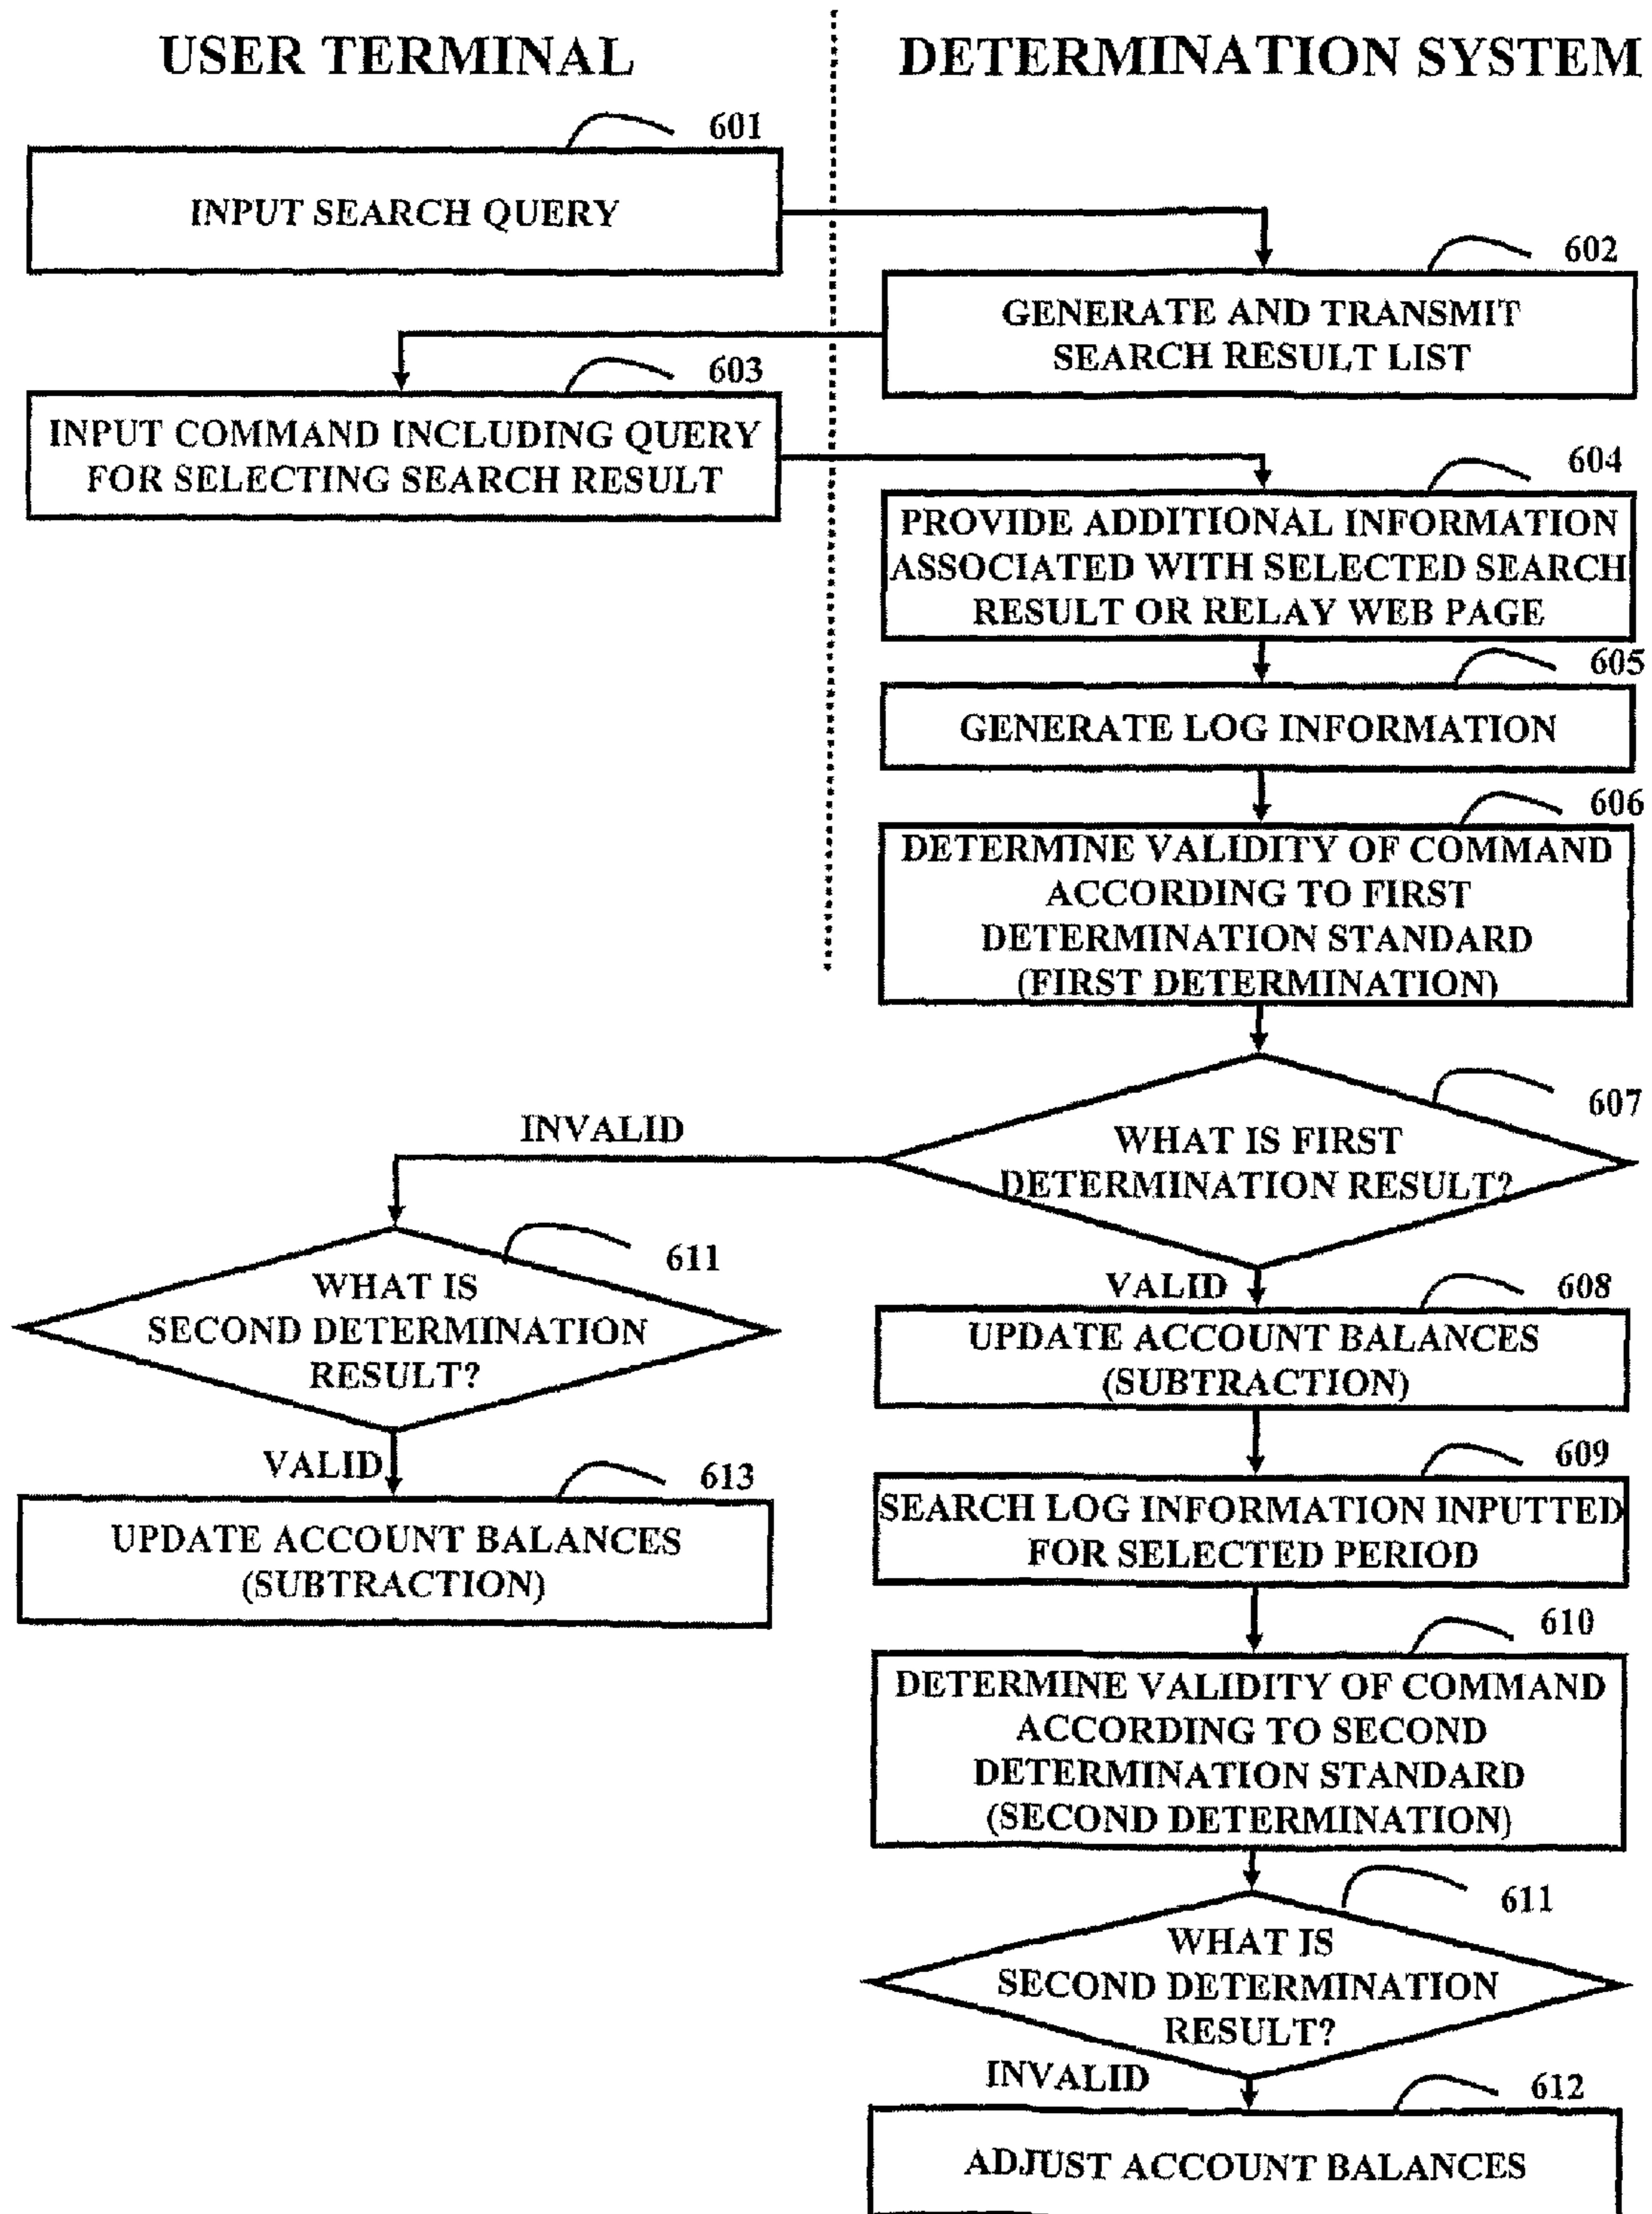 USER TERMINAL
DETERMINATION SYSTEM
601
INPUT SEARCH QUERY
602
GENERATE AND TRANSMIT
SEARCH RESULT LIST
603
INPUT COMMAND INCLUDING QUERY
FOR SELECTING SEARCH RESULT
604
PROVIDE ADDITIONAL INFORMATION
ASSOCIATED WITH SELECTED SEARCH
RESULT OR RELAY WEB PAGE
605
GENERATE LOG INFORMATION
606
DETERMINE VALIDITY OF COMMAND
ACCORDING TO FIRST
DETERMINATION STANDARD
(FIRST DETERMINATION)
607
WHAT IS FIRST
DETERMINATION RESULT?
INVALID
611
WHAT IS
SECOND DETERMINATION
RESULT?
VALID
613
UPDATE ACCOUNT BALANCES
(SUBTRACTION)
VALID
608
UPDATE ACCOUNT BALANCES
(SUBTRACTION)
609
SEARCH LOG INFORMATION INPUTTED
FOR SELECTED PERIOD
610
DETERMINE VALIDITY OF COMMAND
ACCORDING TO SECOND
DETERMINATION STANDARD
(SECOND DETERMINATION)
611
WHAT IS
SECOND DETERMINATION
RESULT?
INVALID
612
ADJUST ACCOUNT BALANCES